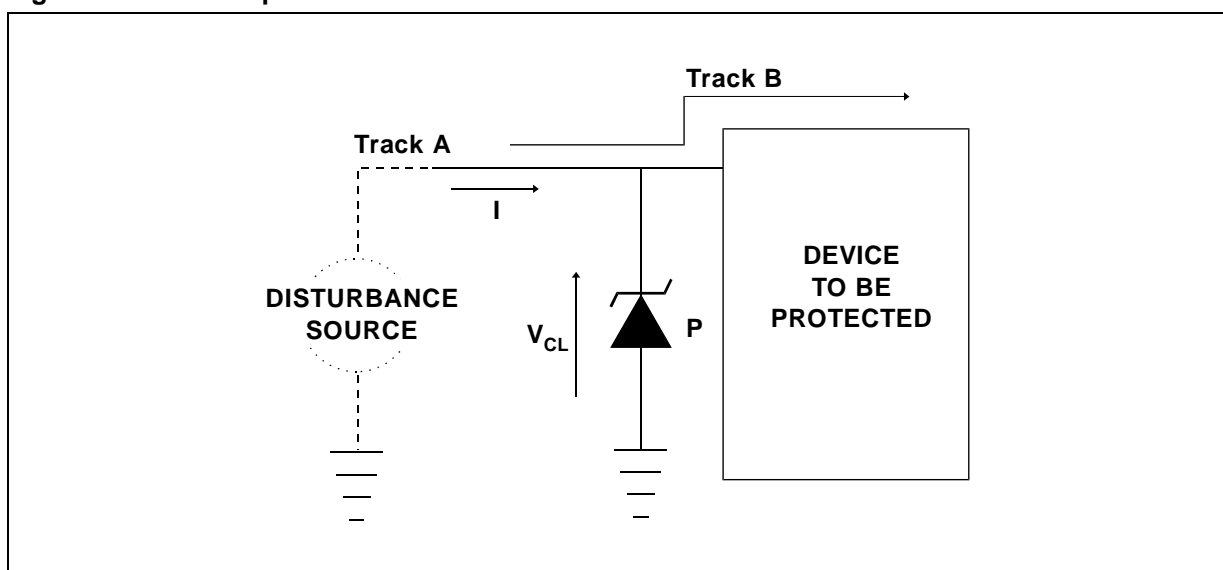 Track B
Track A
I
DISTURBANCE
SOURCE
V_CL
P
DEVICE
TO BE
PROTECTED